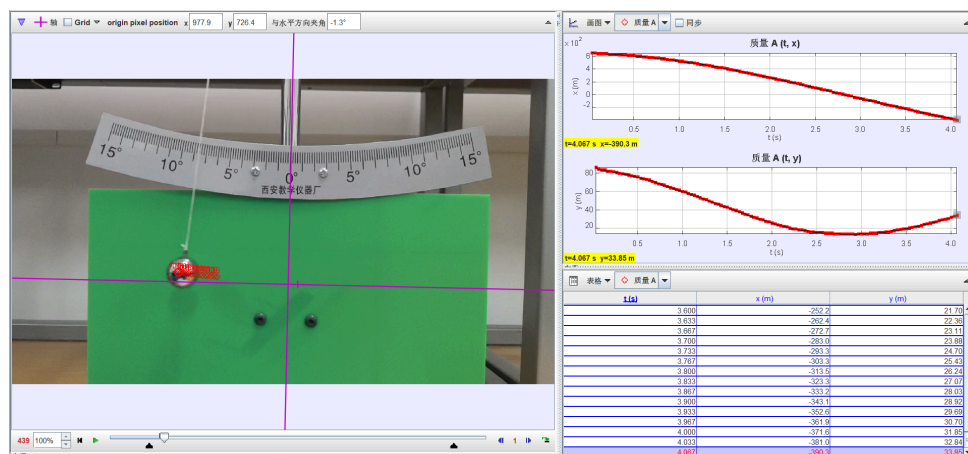 轴 Grid origin pixel position x 977.9 y 726.4 与水平方向夹角 -1.3°
15° 10° 5° 0° 5° 10° 15°
西安教学仪器厂
439 100% 1
画图 质量 A 同步
质量 A (t, x)
x 10²
x (m)
6
4
2
0
-2
0.5 1.0 1.5 2.0 2.5 3.0 3.5 4.0
t (s)
t=4.067 s x=-390.3 m
质量 A (t, y)
y (m)
80
60
40
20
0.5 1.0 1.5 2.0 2.5 3.0 3.5 4.0
t (s)
t=4.067 s y=33.85 m
表格 质量 A
t (s) x (m) y (m)
3.600 -252.2 21.70
3.633 -262.4 22.36
3.667 -272.7 23.11
3.700 -283.0 23.88
3.733 -293.3 24.70
3.767 -303.3 25.43
3.800 -313.5 26.24
3.833 -323.3 27.07
3.867 -333.2 28.03
3.900 -343.1 28.92
3.933 -352.6 29.69
3.967 -361.9 30.70
4.000 -371.6 31.85
4.033 -381.0 32.84
4.067 -390.3 33.85